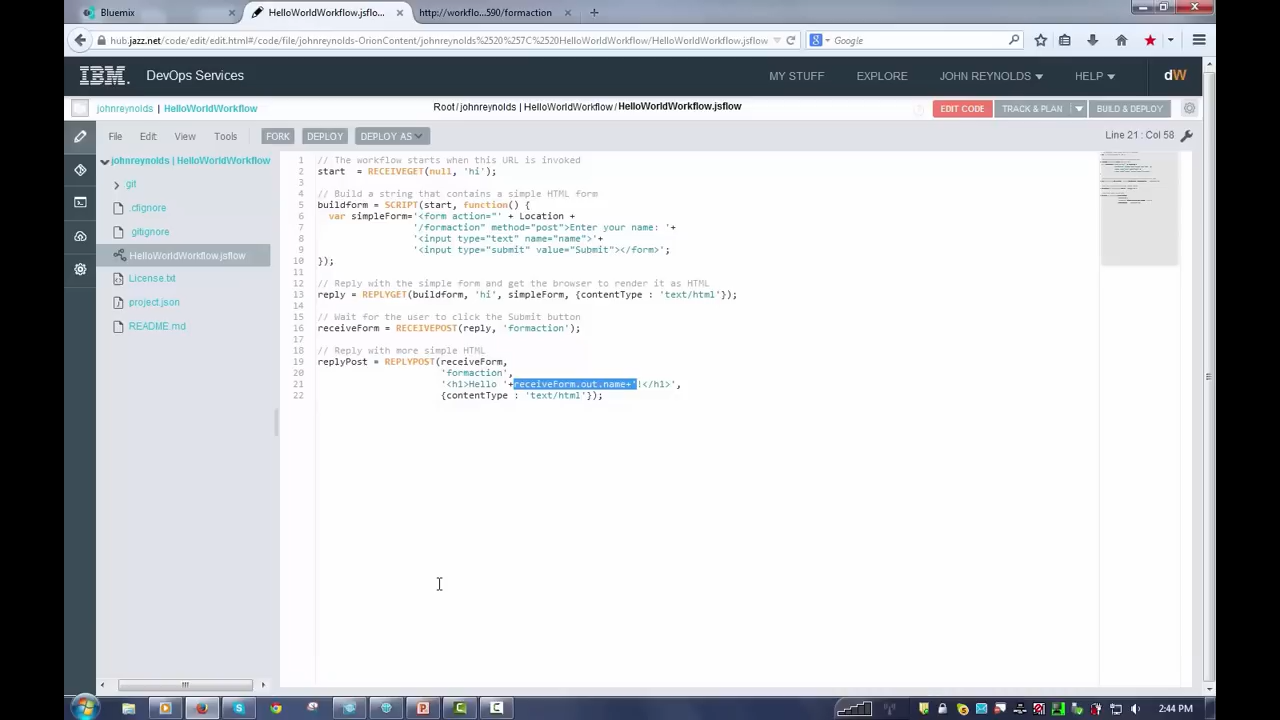 Bluemix
HelloWorldWorkflow.jsflo...
http://workflo...590/formaction
hub.jazz.net/code/edit/edit.html#/code/file/johnreynolds-OrionContent/johnreynolds%2520%257C%2520HelloWorldWorkflow/HelloWorldWorkflow.jsflow
Google
IBM. DevOps Services
MY STUFF
EXPLORE
JOHN REYNOLDS
HELP
dW
johnreynolds | HelloWorldWorkflow
Root / johnreynolds | HelloWorldWorkflow / HelloWorldWorkflow.jsflow
EDIT CODE
TRACK & PLAN
BUILD & DEPLOY
File
Edit
View
Tools
FORK
DEPLOY
DEPLOY AS
Line 21 : Col 58
johnreynolds | HelloWorldWorkflow
git
.cfignore
.gitignore
HelloWorldWorkflow.jsflow
License.txt
project.json
README.md
1 // The workflow starts when this URL is invoked
2 start = RECEIVEGET(null, 'hi');
3
4 // Build a string that contains a simple HTML form
5 buildform = SCRIPT(start, function() {
6 var simpleForm='<form action="' + Location +
7 '/formaction" method="post">Enter your name: '+
8 '<input type="text" name="name">'+
9 '<input type="submit" value="Submit"></form>';
10 });
11
12 // Reply with the simple form and get the browser to render it as HTML
13 reply = REPLYGET(buildform, 'hi', simpleForm, {contentType : 'text/html'});
14
15 // Wait for the user to click the Submit button
16 receiveForm = RECEIVEPOST(reply, 'formaction');
17
18 // Reply with more simple HTML
19 replyPost = REPLYPOST(receiveForm,
20 'formaction',
21 '<h1>Hello '+receiveForm.out.name+'!</h1>',
22 {contentType : 'text/html'});
2:44 PM